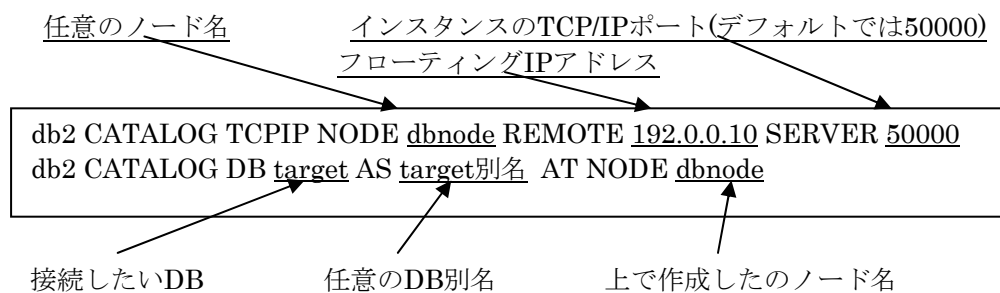 任意のノード名 インスタンスのTCP/IPポート(デフォルトでは50000)
フローティングIPアドレス
db2 CATALOG TCPIP NODE dbnode REMOTE 192.0.0.10 SERVER 50000
db2 CATALOG DB target AS target別名 AT NODE dbnode
接続したいDB 任意のDB別名 上で作成したのノード名